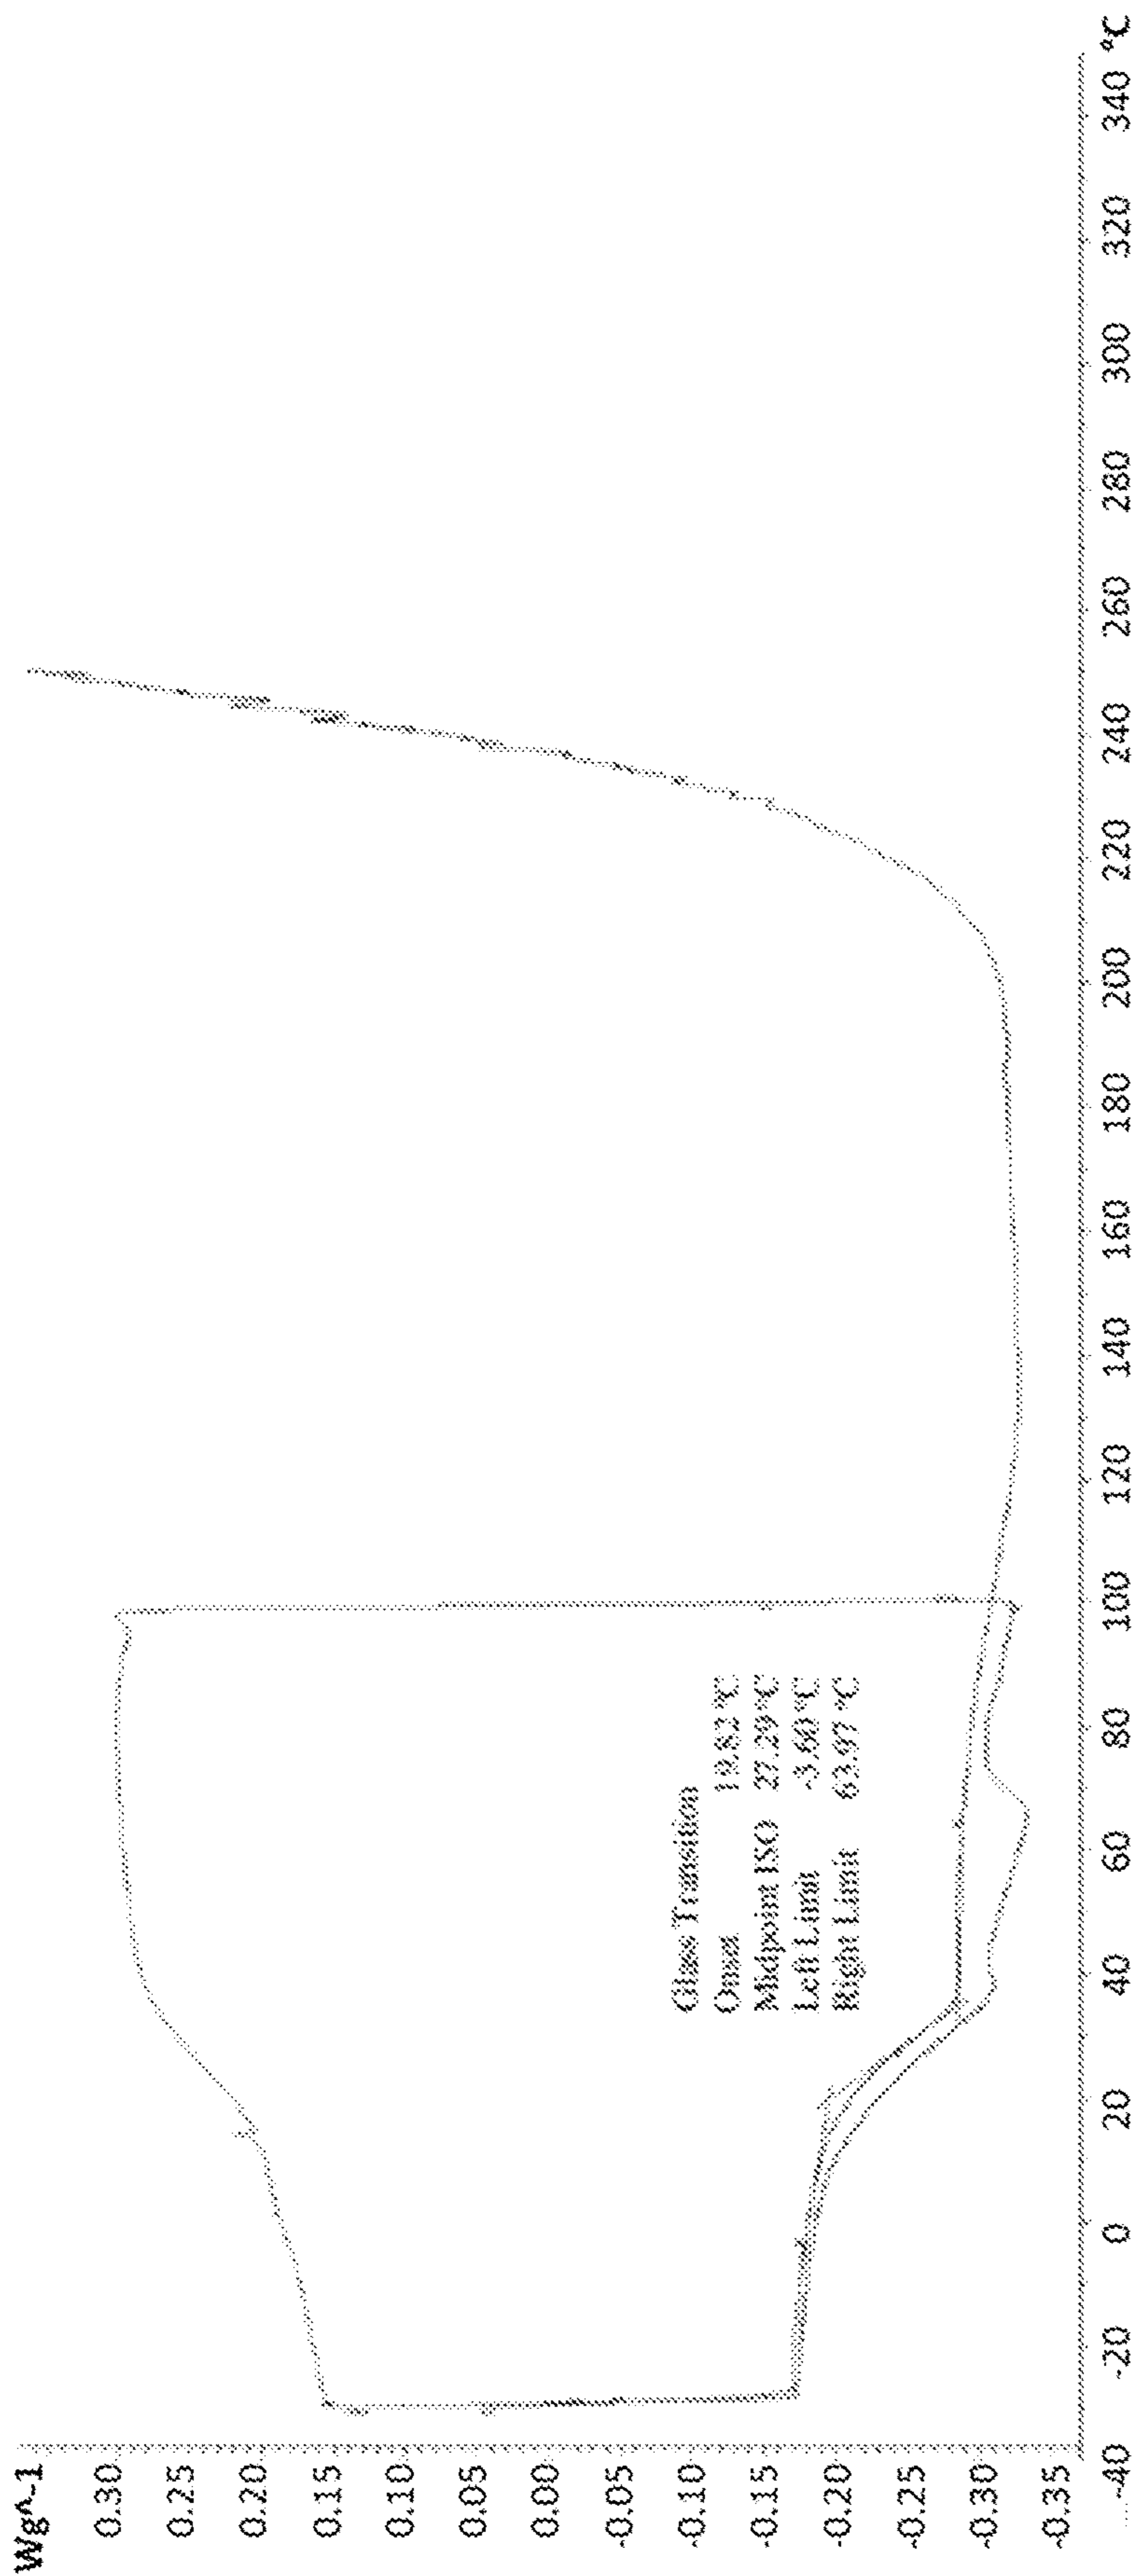 Wg^-1
0.30
0.25
0.20
0.15
0.10
0.05
0.00
-0.05
-0.10
-0.15
-0.20
-0.25
-0.30
-0.35
Glass Transition
Onset 19.82 °C
Midpoint ISO 27.29 °C
Left Limit -3.60 °C
Right Limit 63.97 °C
-40 -20 0 20 40 60 80 100 120 140 160 180 200 220 240 260 280 300 320 340 °C